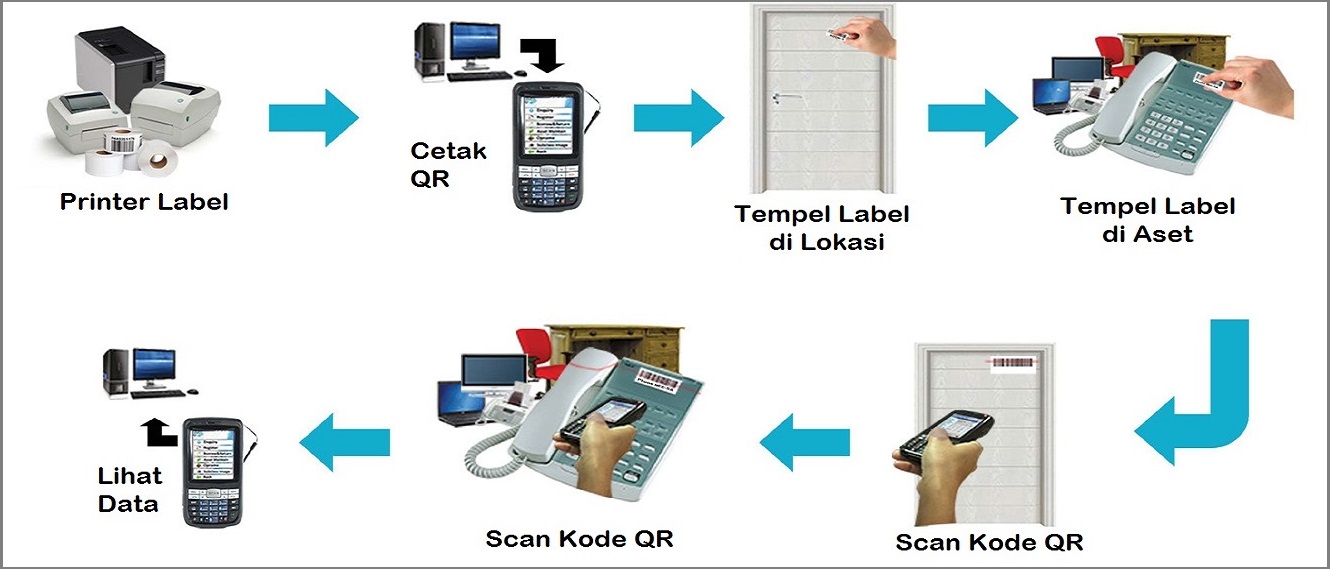 Printer Label
Cetak
QR
Tempel Label
di Lokasi
Tempel Label
di Aset
Scan Kode QR
Scan Kode QR
Lihat
Data